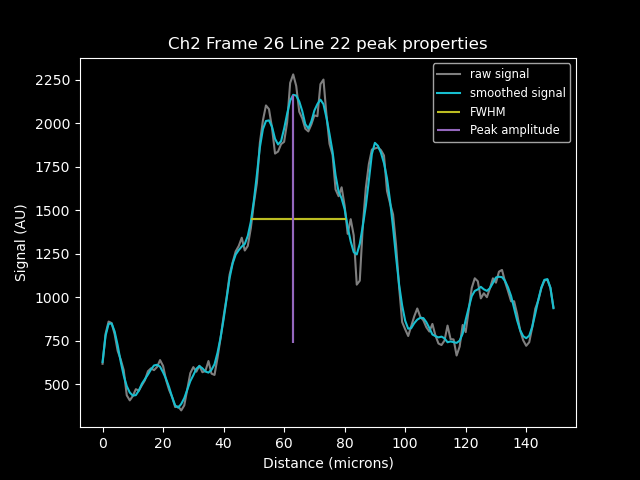 Ch2 Frame 26 Line 22 peak properties
raw signal
smoothed signal
FWHM
Peak amplitude
2250
2000
1750
1500
1250
1000
750
500
Signal (AU)
0 20 40 60 80 100 120 140
Distance (microns)